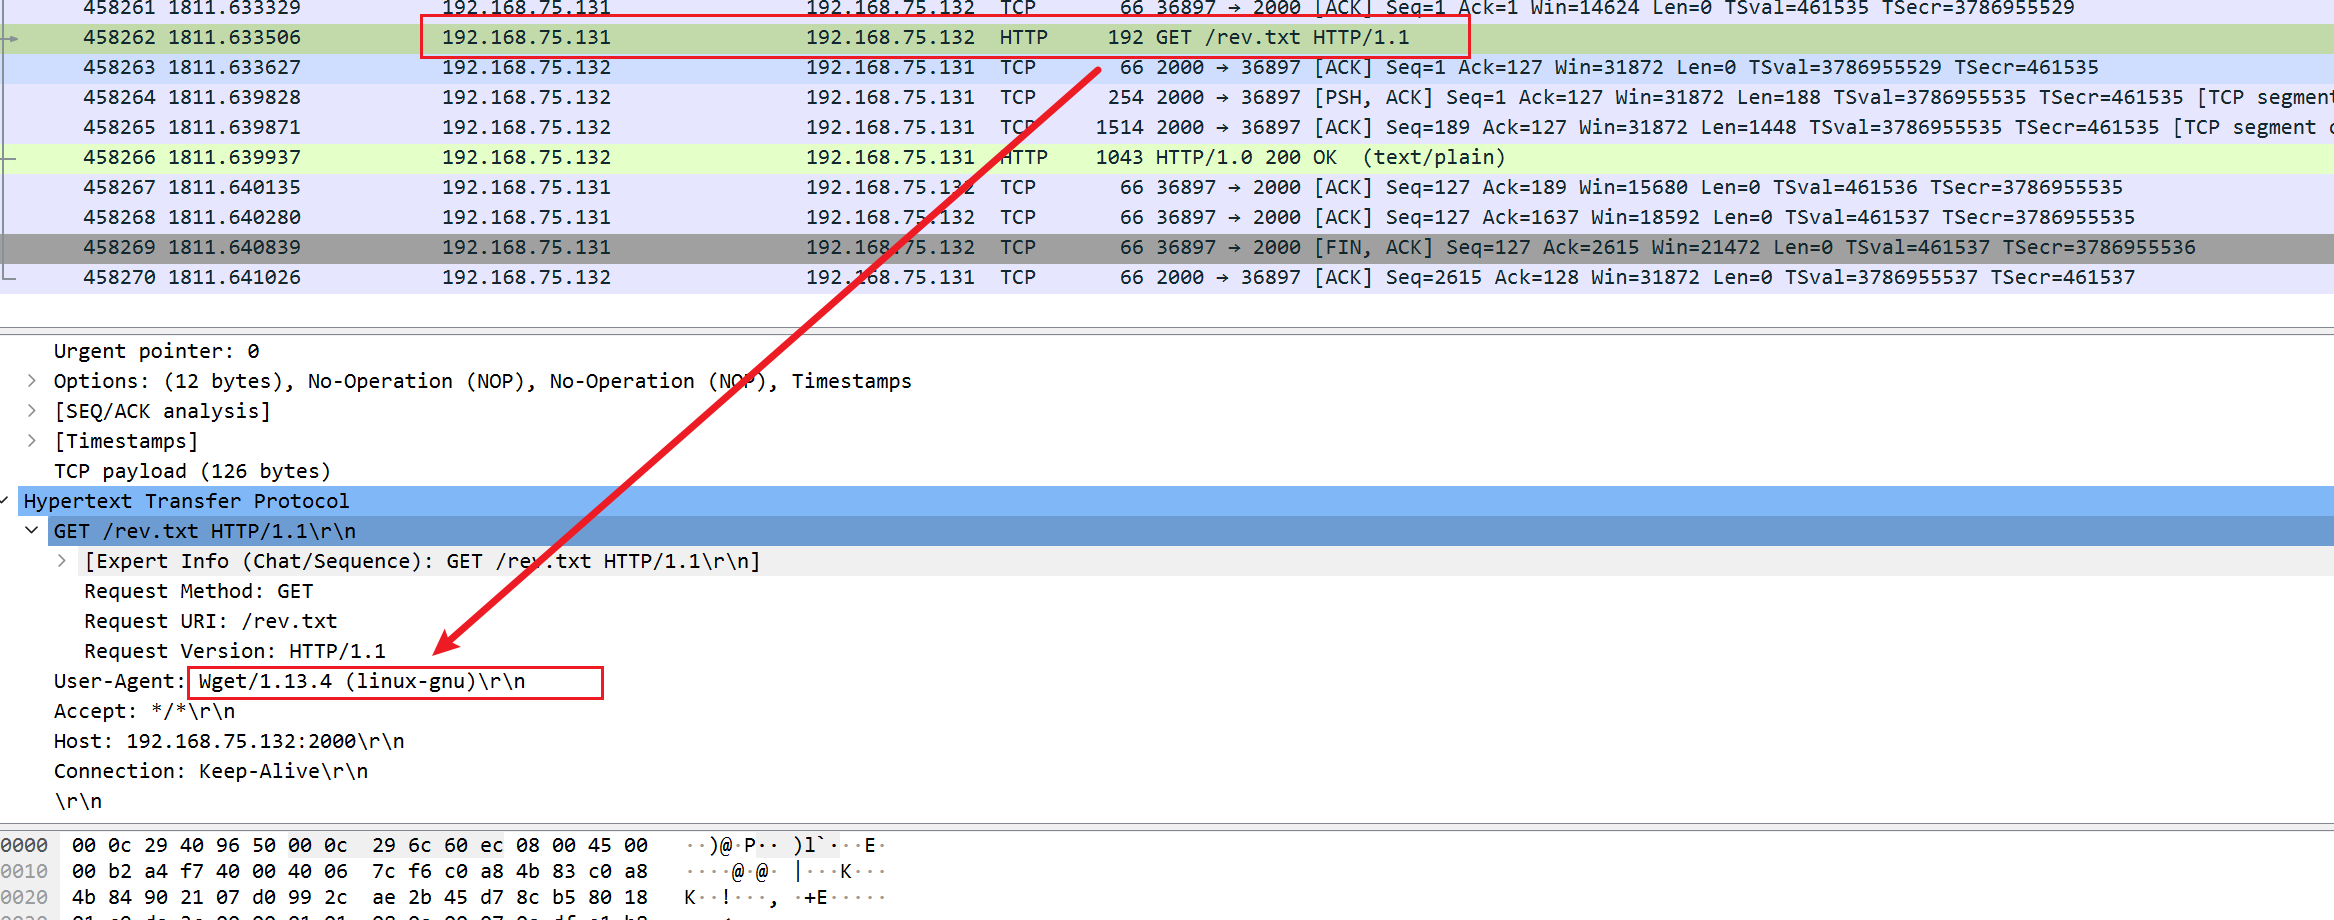 458261 1811.633329 192.168.75.131 192.168.75.132 TCP 66 36897 → 2000 [ACK] Seq=1 Ack=1 Win=14624 Len=0 TSval=461535 TSecr=3786955529
458262 1811.633506 192.168.75.131 192.168.75.132 HTTP 192 GET /rev.txt HTTP/1.1
458263 1811.633627 192.168.75.132 192.168.75.131 TCP 66 2000 → 36897 [ACK] Seq=1 Ack=127 Win=31872 Len=0 TSval=3786955529 TSecr=461535
458264 1811.639828 192.168.75.132 192.168.75.131 TCP 254 2000 → 36897 [PSH, ACK] Seq=1 Ack=127 Win=31872 Len=188 TSval=3786955535 TSecr=461535 [TCP segment
458265 1811.639871 192.168.75.132 192.168.75.131 TCP 1514 2000 → 36897 [ACK] Seq=189 Ack=127 Win=31872 Len=1448 TSval=3786955535 TSecr=461535 [TCP segment
458266 1811.639937 192.168.75.132 192.168.75.131 HTTP 1043 HTTP/1.0 200 OK (text/plain)
458267 1811.640135 192.168.75.131 192.168.75.132 TCP 66 36897 → 2000 [ACK] Seq=127 Ack=189 Win=15680 Len=0 TSval=461536 TSecr=3786955535
458268 1811.640280 192.168.75.131 192.168.75.132 TCP 66 36897 → 2000 [ACK] Seq=127 Ack=1637 Win=18592 Len=0 TSval=461537 TSecr=3786955535
458269 1811.640839 192.168.75.131 192.168.75.132 TCP 66 36897 → 2000 [FIN, ACK] Seq=127 Ack=2615 Win=21472 Len=0 TSval=461537 TSecr=3786955536
458270 1811.641026 192.168.75.132 192.168.75.131 TCP 66 2000 → 36897 [ACK] Seq=2615 Ack=128 Win=31872 Len=0 TSval=3786955537 TSecr=461537
Urgent pointer: 0
Options: (12 bytes), No-Operation (NOP), No-Operation (NOP), Timestamps
[SEQ/ACK analysis]
[Timestamps]
TCP payload (126 bytes)
Hypertext Transfer Protocol
GET /rev.txt HTTP/1.1\r\n
[Expert Info (Chat/Sequence): GET /rev.txt HTTP/1.1\r\n]
Request Method: GET
Request URI: /rev.txt
Request Version: HTTP/1.1
User-Agent: Wget/1.13.4 (linux-gnu)\r\n
Accept: */*\r\n
Host: 192.168.75.132:2000\r\n
Connection: Keep-Alive\r\n
\r\n
0000 00 0c 29 40 96 50 00 0c 29 6c 60 ec 08 00 45 00 ··)@·P·· )l`···E·
0010 00 b2 a4 f7 40 00 40 06 7c f6 c0 a8 4b 83 c0 a8 ····@·@· |···K···
0020 4b 84 90 21 07 d0 99 2c ae 2b 45 d7 8c b5 80 18 K··!···, ·+E·····